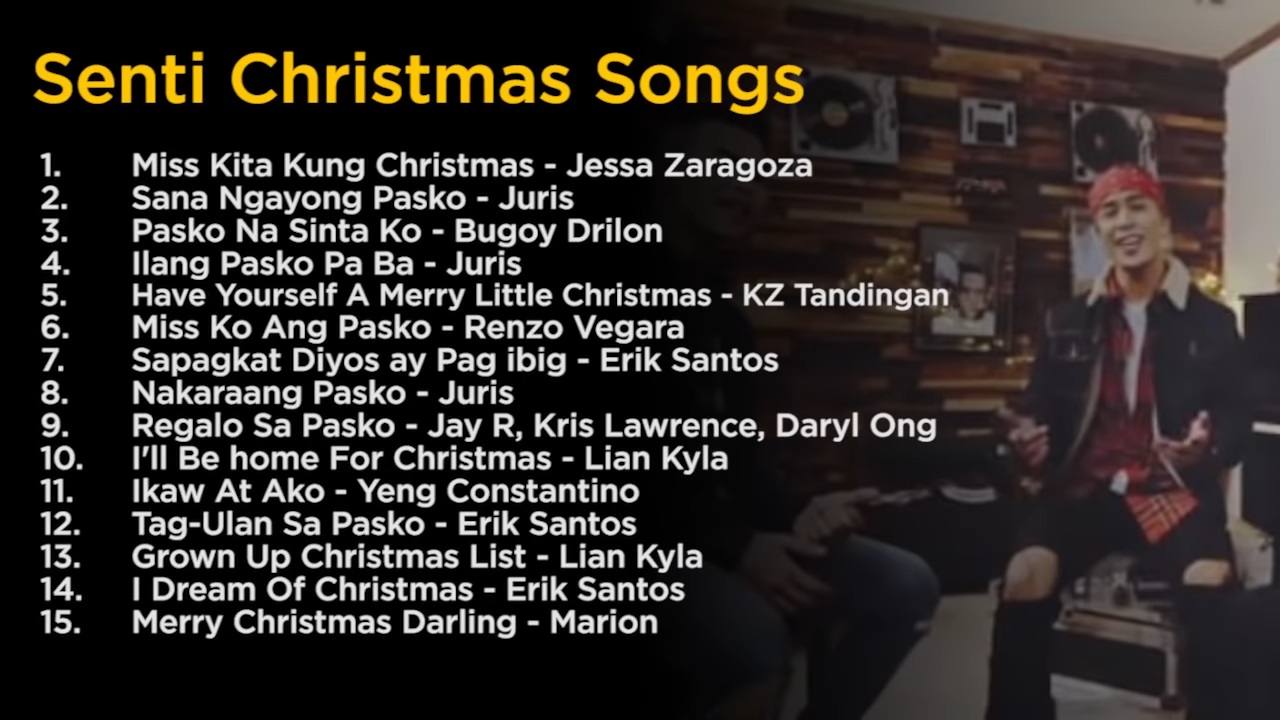 Senti Christmas Songs
1. Miss Kita Kung Christmas - Jessa Zaragoza
2. Sana Ngayong Pasko - Juris
3. Pasko Na Sinta Ko - Bugoy Drilon
4. Ilang Pasko Pa Ba - Juris
5. Have Yourself A Merry Little Christmas - KZ Tandingan
6. Miss Ko Ang Pasko - Renzo Vegara
7. Sapagkat Diyos ay Pag ibig - Erik Santos
8. Nakaraang Pasko - Juris
9. Regalo Sa Pasko - Jay R, Kris Lawrence, Daryl Ong
10. I'll Be home For Christmas - Lian Kyla
11. Ikaw At Ako - Yeng Constantino
12. Tag-Ulan Sa Pasko - Erik Santos
13. Grown Up Christmas List - Lian Kyla
14. I Dream Of Christmas - Erik Santos
15. Merry Christmas Darling - Marion